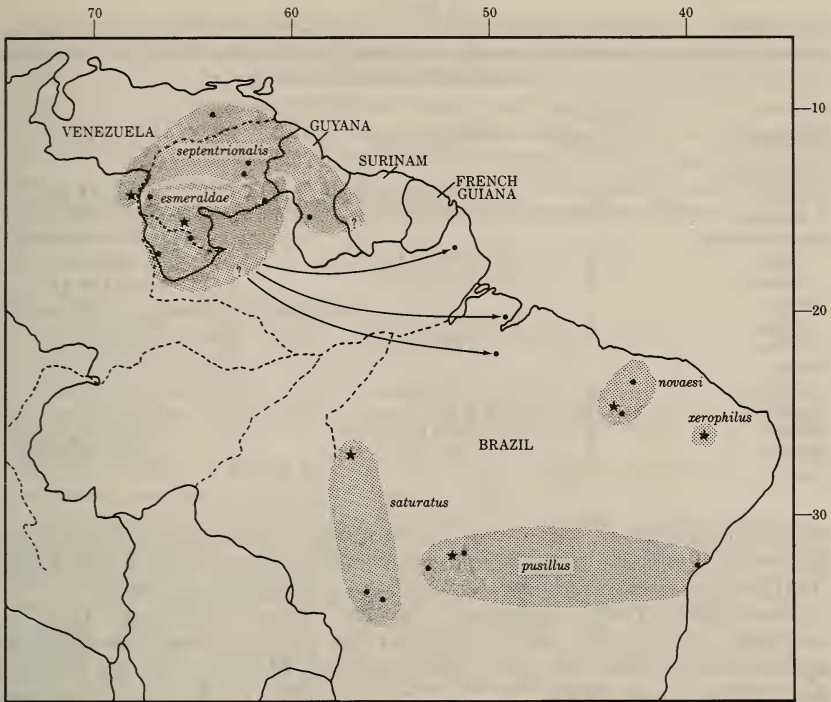 70 60 50 40
10
VENEZUELA
GUYANA
septentrionalis
SURINAM
FRENCH
GUIANA
esmeraldae
?
?
20
novaesi
xerophilus
BRAZIL
saturatus
30
pusillus